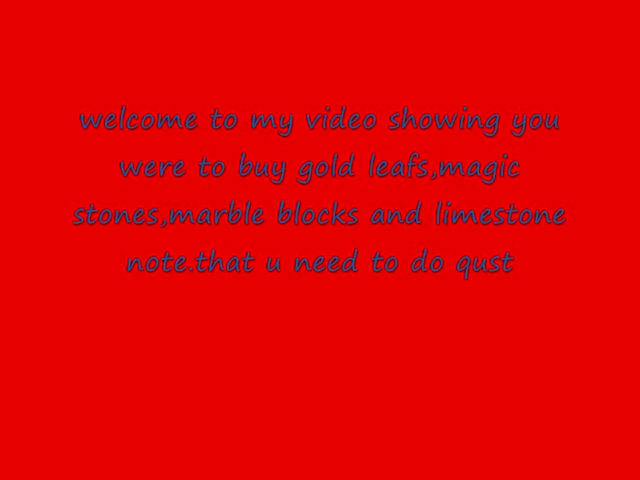 welcome to my video showing you
were to buy gold leafs,magic
stones,marble blocks and limestone
note.that u need to do qust